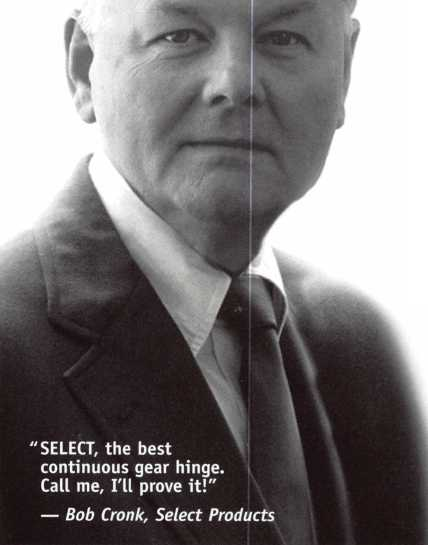 “SELECT, the best
continuous gear hinge.
Call me, I’ll prove it!”
— Bob Cronk, Select Products